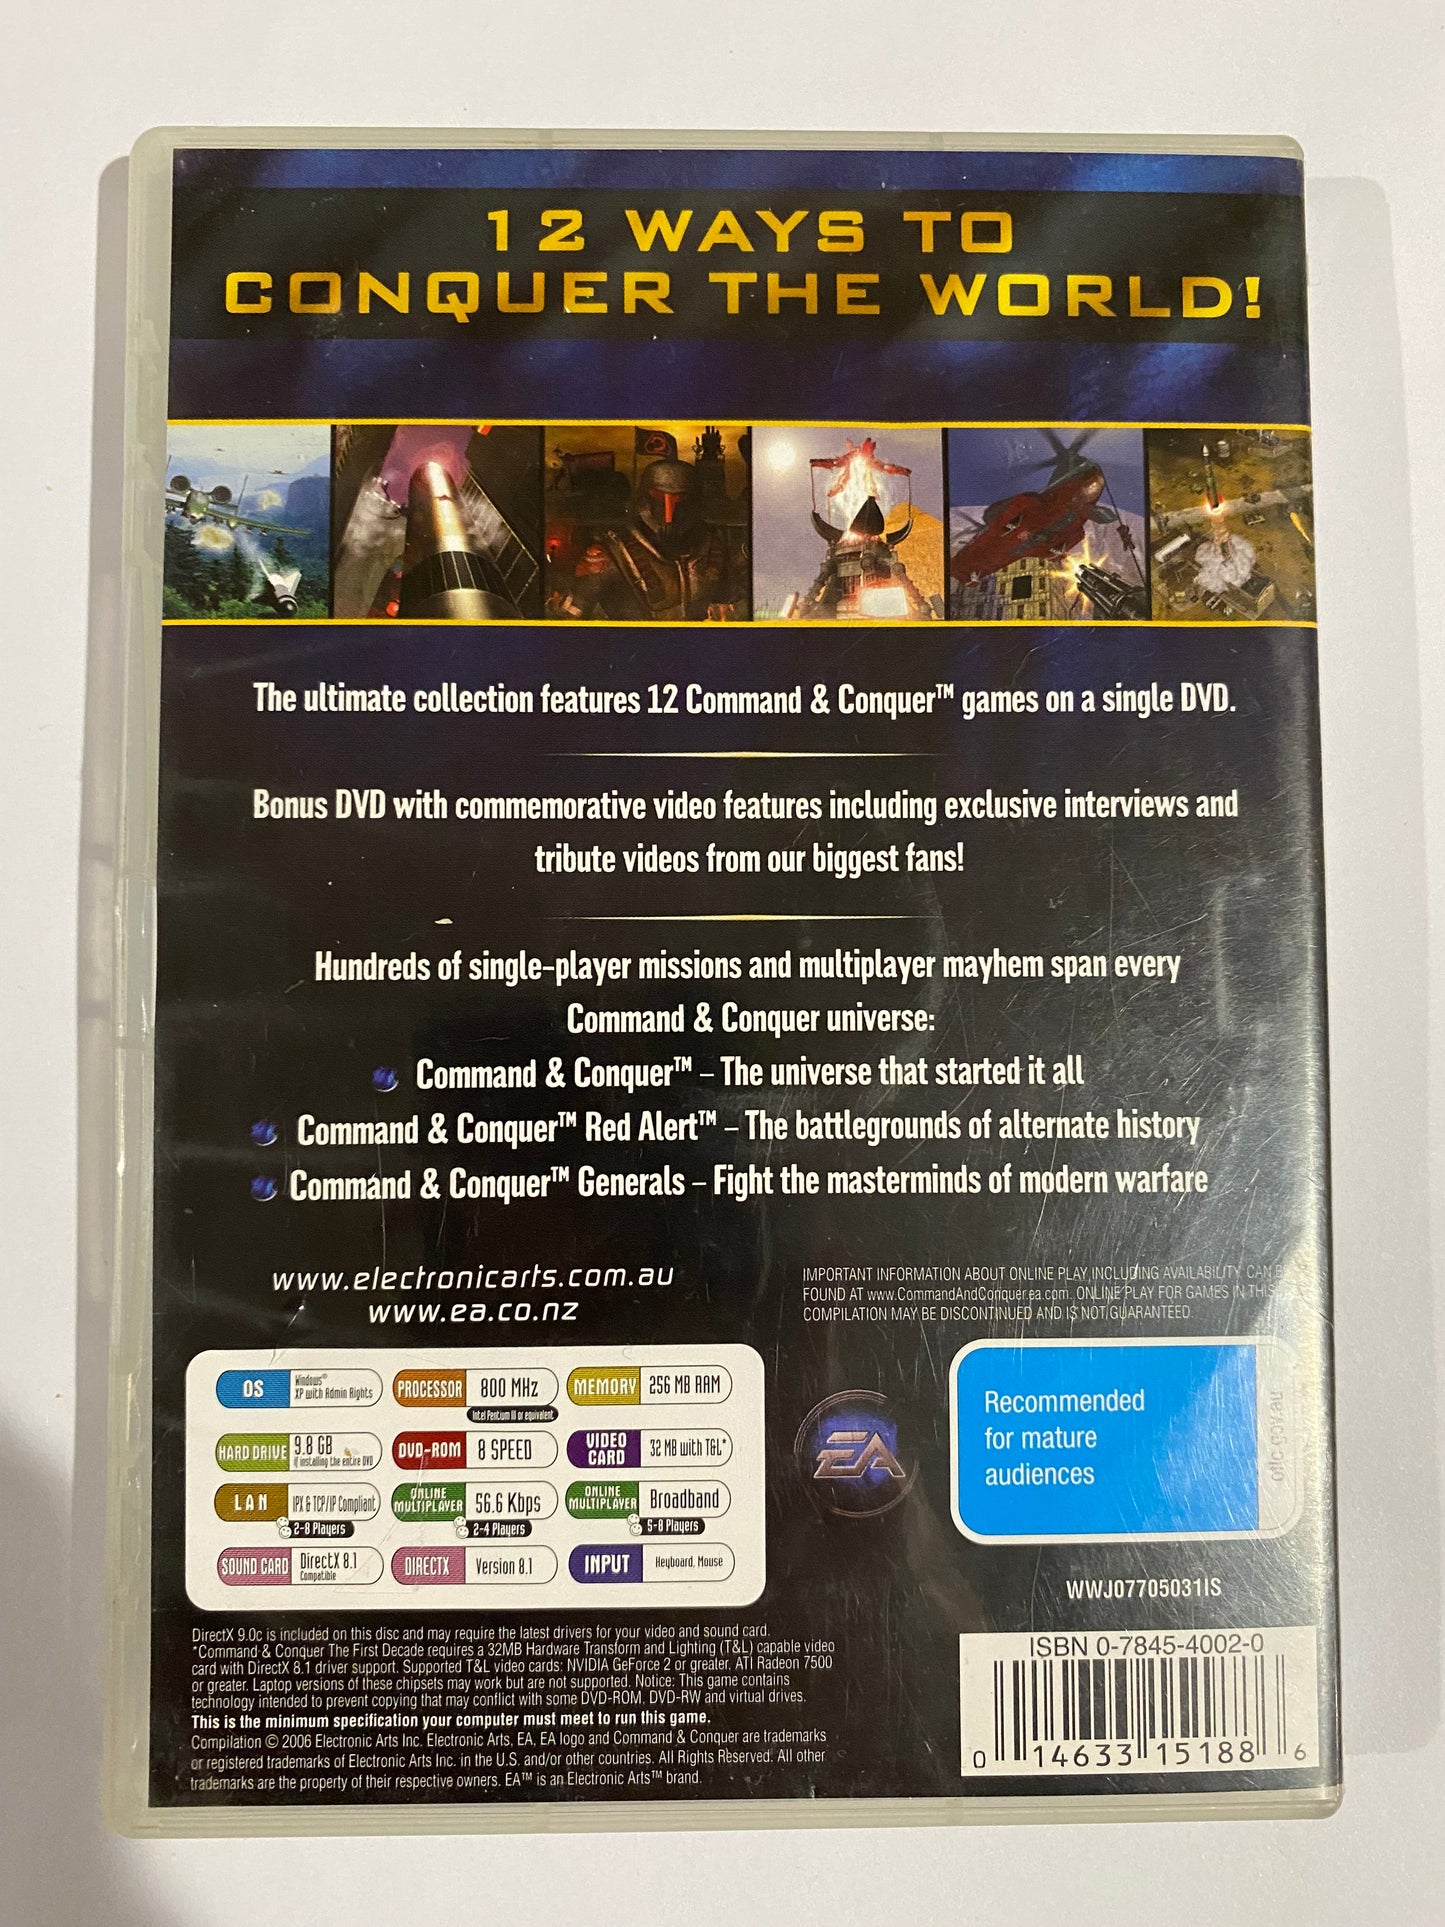 12 WAYS TO
CONQUER THE WORLD!
The ultimate collection features 12 Command & Conquer™ games on a single DVD.
Bonus DVD with commemorative video features including exclusive interviews and
tribute videos from our biggest fans!
Hundreds of single-player missions and multiplayer mayhem span every
Command & Conquer universe:
Command & Conquer™ – The universe that started it all
Command & Conquer™ Red Alert™ – The battlegrounds of alternate history
Command & Conquer™ Generals – Fight the masterminds of modern warfare
www.electronicarts.com.au
www.ea.co.nz
IMPORTANT INFORMATION ABOUT ONLINE PLAY, INCLUDING AVAILABILITY, CAN BE
FOUND AT www.CommandAndConquer.ea.com. ONLINE PLAY FOR GAMES IN THIS
COMPILATION MAY BE DISCONTINUED AND IS NOT GUARANTEED.
OS Windows® XP with Admin Rights
PROCESSOR 800 MHz
Intel Pentium III or equivalent
MEMORY 256 MB RAM
HARD DRIVE 9.8 GB
if installing the entire DVD
DVD-ROM 8 SPEED
VIDEO CARD 32 MB with T&L*
LAN IPX & TCP/IP Compliant
2-8 Players
ONLINE MULTIPLAYER 56.6 Kbps
2-4 Players
ONLINE MULTIPLAYER Broadband
5-8 Players
SOUND CARD DirectX 8.1
Compatible
DIRECTX Version 8.1
INPUT Keyboard, Mouse
EA
Recommended
for mature
audiences
oflc.gov.au
WWJ07705031IS
DirectX 9.0c is included on this disc and may require the latest drivers for your video and sound card.
*Command & Conquer The First Decade requires a 32MB Hardware Transform and Lighting (T&L) capable video
card with DirectX 8.1 driver support. Supported T&L video cards: NVIDIA GeForce 2 or greater, ATI Radeon 7500
or greater. Laptop versions of these chipsets may work but are not supported. Notice: This game contains
technology intended to prevent copying that may conflict with some DVD-ROM, DVD-RW and virtual drives.
This is the minimum specification your computer must meet to run this game.
Compilation © 2006 Electronic Arts Inc. Electronic Arts, EA, EA logo and Command & Conquer are trademarks
or registered trademarks of Electronic Arts Inc. in the U.S. and/or other countries. All Rights Reserved. All other
trademarks are the property of their respective owners. EA™ is an Electronic Arts™ brand.
ISBN 0-7845-4002-0
0 14633 15188 6